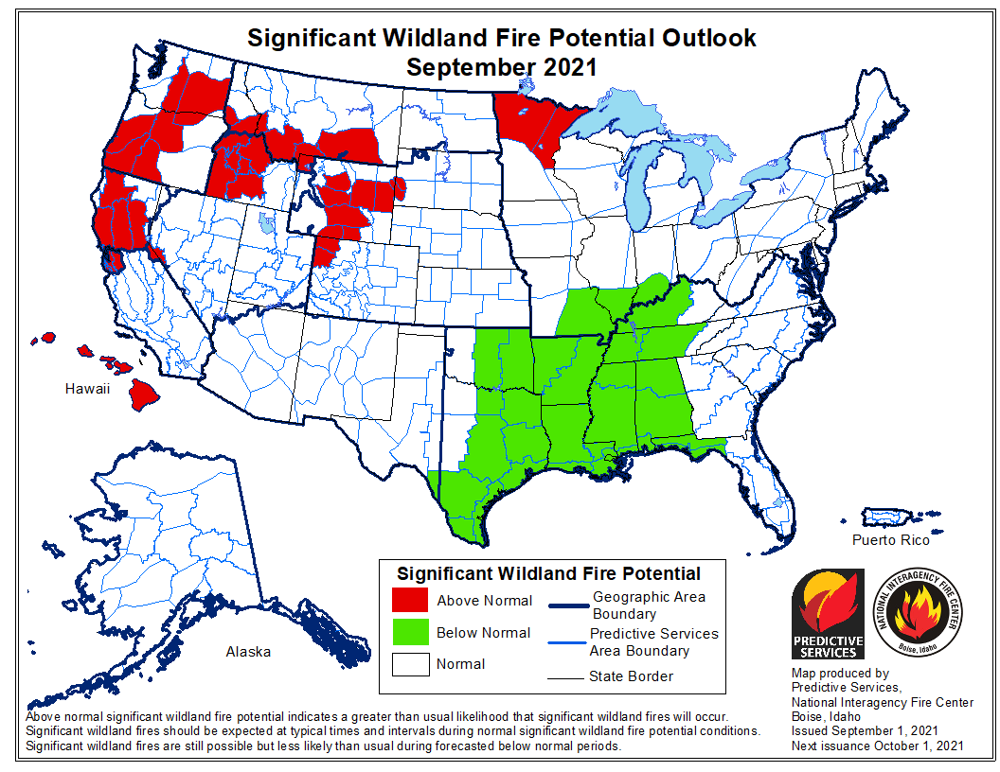 Significant Wildland Fire Potential Outlook
September 2021
Hawaii
Alaska
Puerto Rico
Significant Wildland Fire Potential
Above Normal
Below Normal
Normal
Geographic Area
Boundary
Predictive Services
Area Boundary
State Border
PREDICTIVE
SERVICES
NATIONAL INTERAGENCY FIRE CENTER
Boise, Idaho
Map produced by
Predictive Services,
National Interagency Fire Center
Boise, Idaho
Issued September 1, 2021
Next issuance October 1, 2021
Above normal significant wildland fire potential indicates a greater than usual likelihood that significant wildland fires will occur.
Significant wildland fires should be expected at typical times and intervals during normal significant wildland fire potential conditions.
Significant wildland fires are still possible but less likely than usual during forecasted below normal periods.